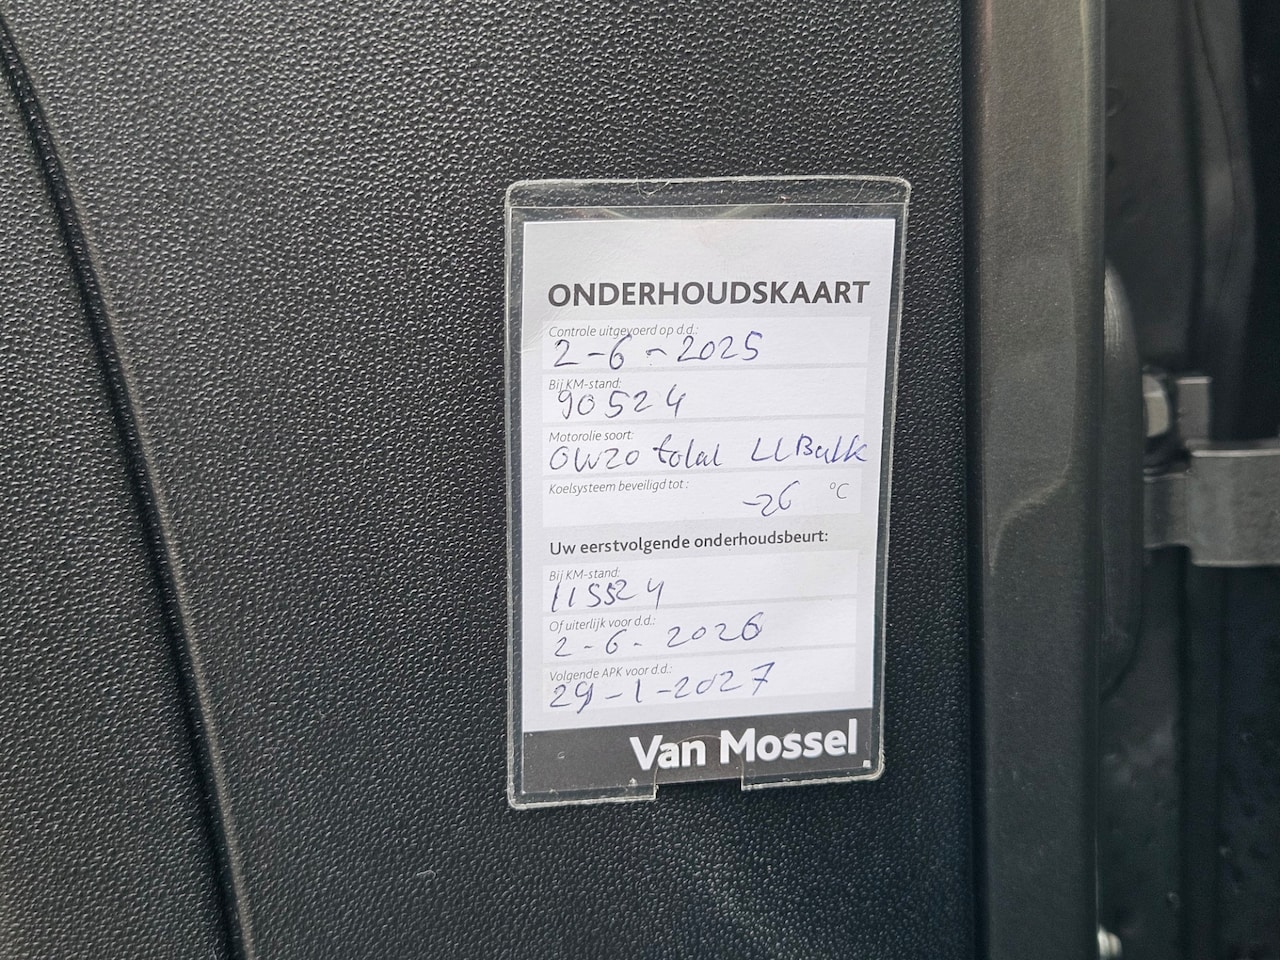 ONDERHOUDSKAART
Controle uitgevoerd op d.d.:
2-6-2025
Bij KM-stand:
90524
Motorolie soort:
0W20 total LL Bulk
Koelsysteem beveiligd tot:
-26 °C
Uw eerstvolgende onderhoudsbeurt:
Bij KM-stand:
115524
Of uiterlijk voor d.d.:
2-6-2026
Volgende APK voor d.d.:
29-1-2027
Van Mossel